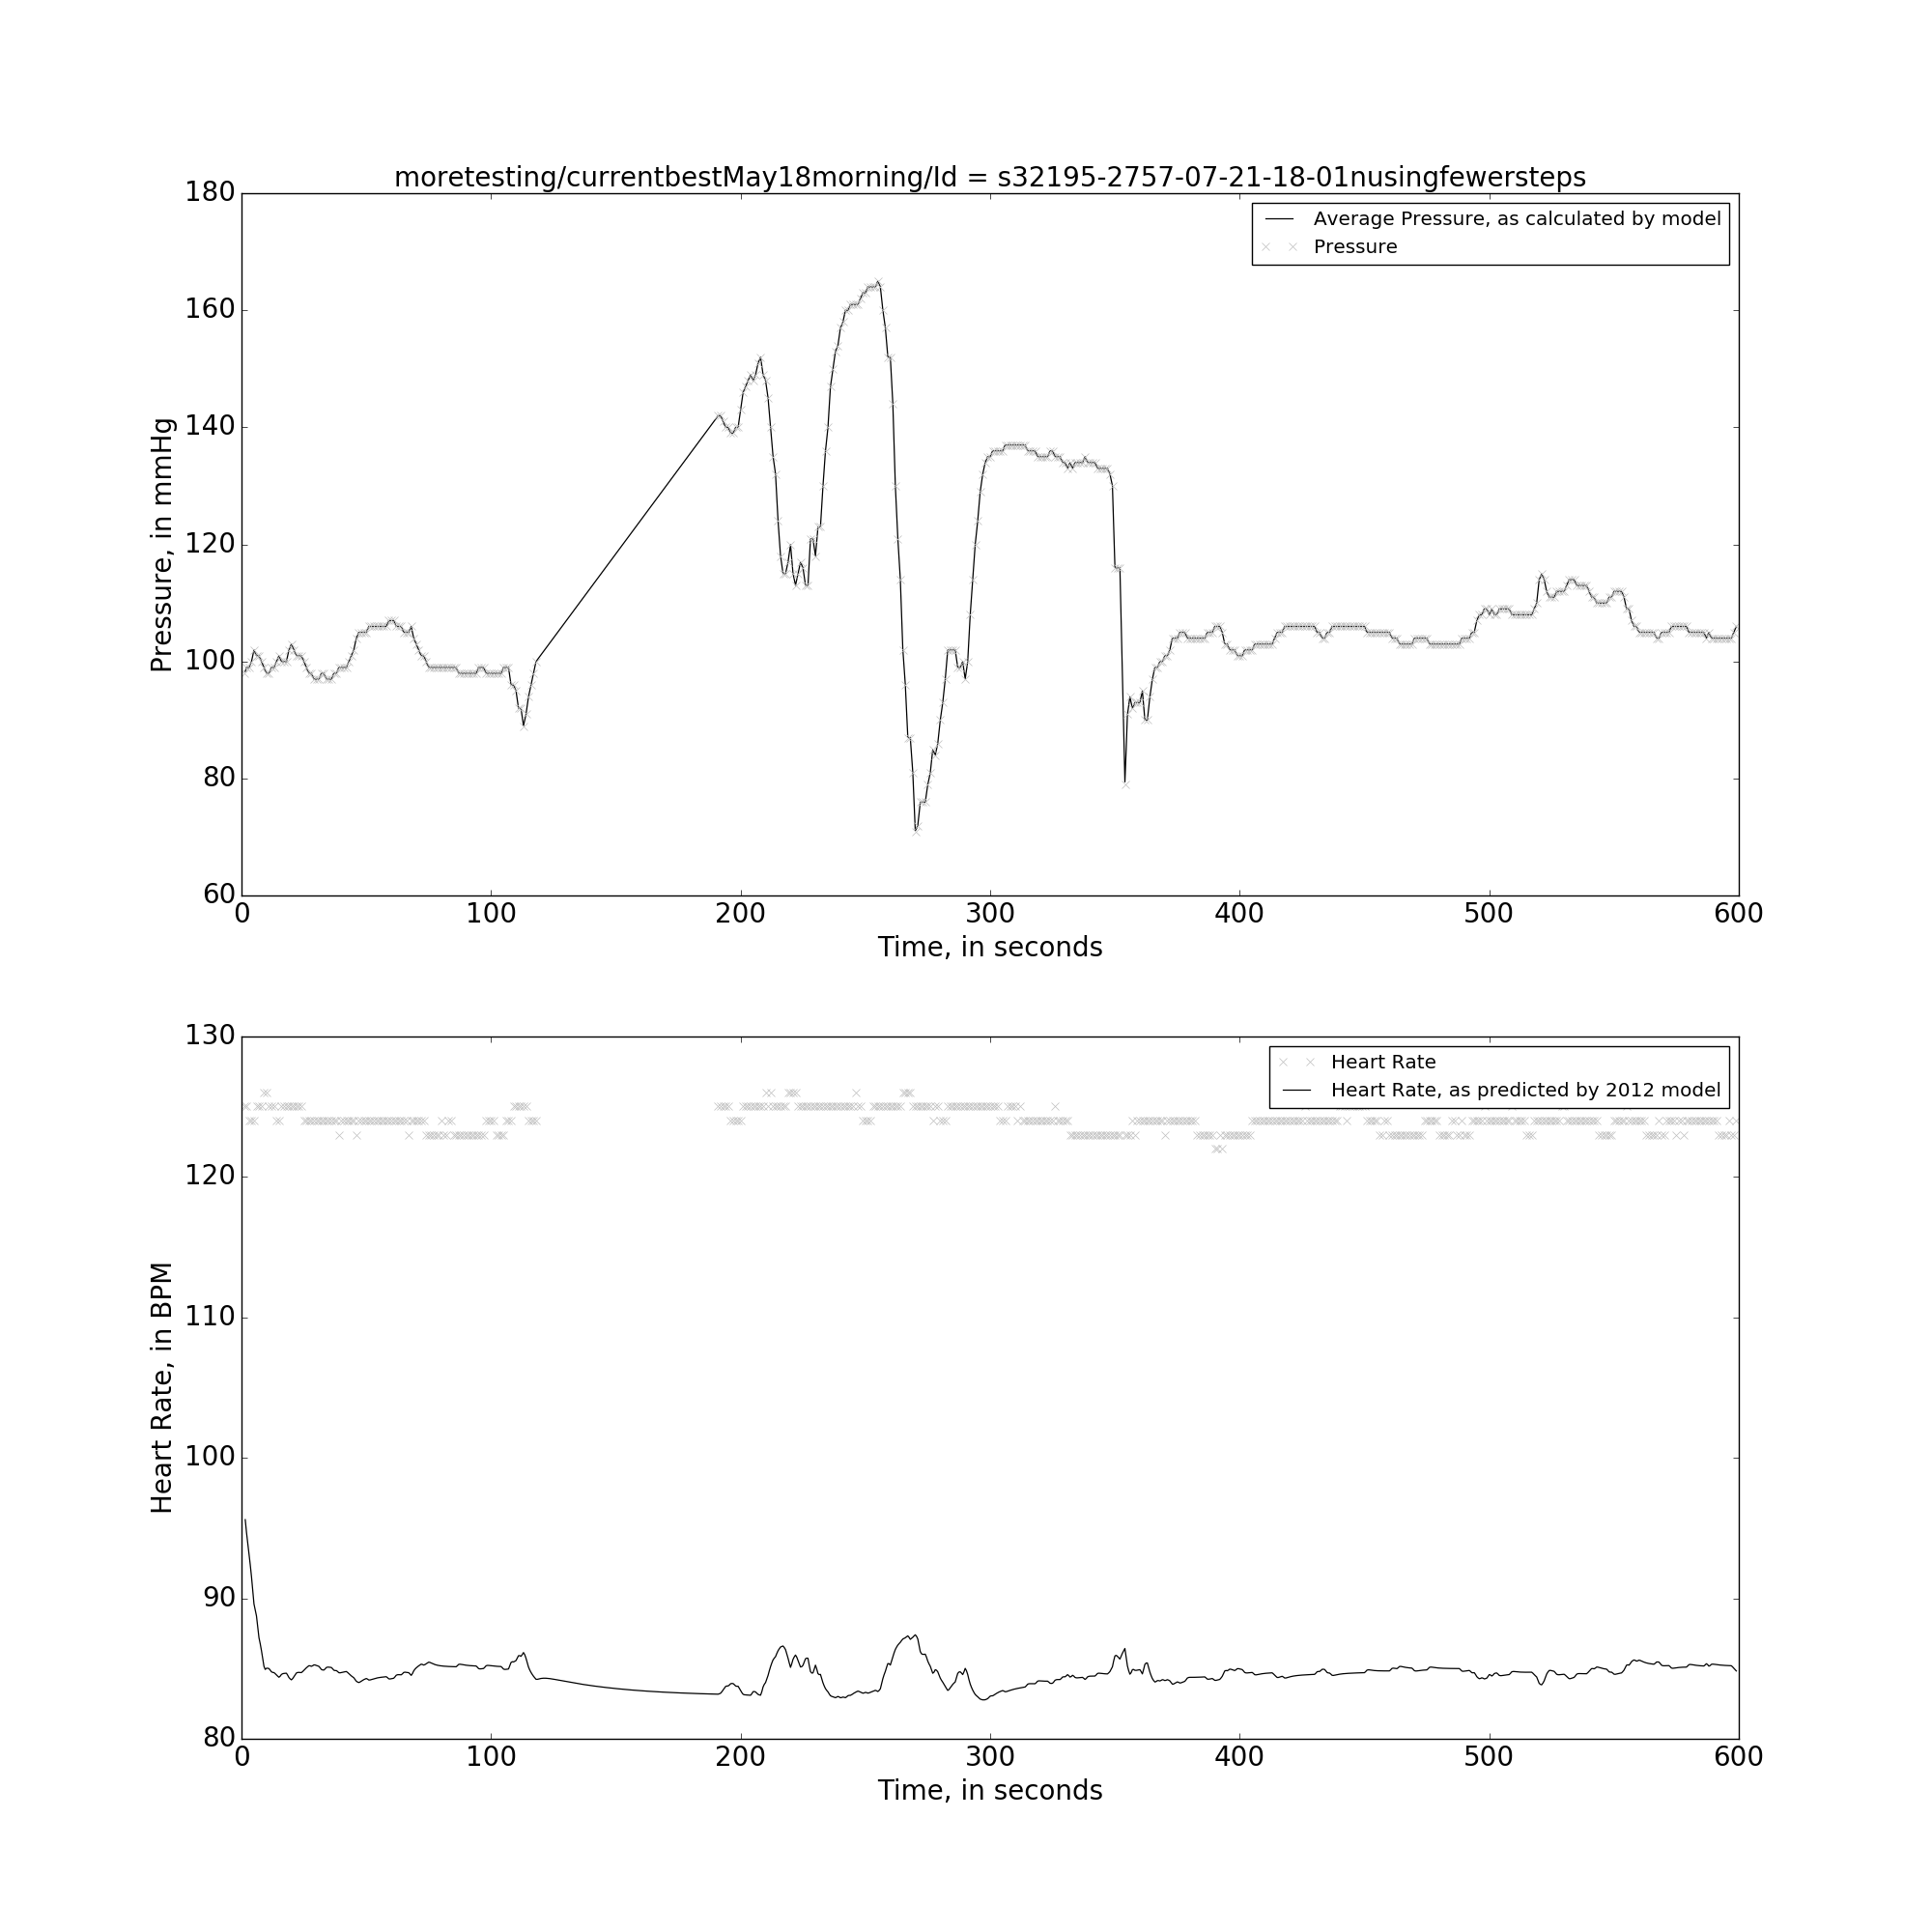 moretesting/currentbestMay18morning/Id = s32195-2757-07-21-18-01nusingfewersteps
180
160
140
120
100
80
60
Pressure, in mmHg
Average Pressure, as calculated by model
Pressure
0 100 200 300 400 500 600
Time, in seconds
130
120
110
100
90
80
Heart Rate, in BPM
Heart Rate
Heart Rate, as predicted by 2012 model
0 100 200 300 400 500 600
Time, in seconds